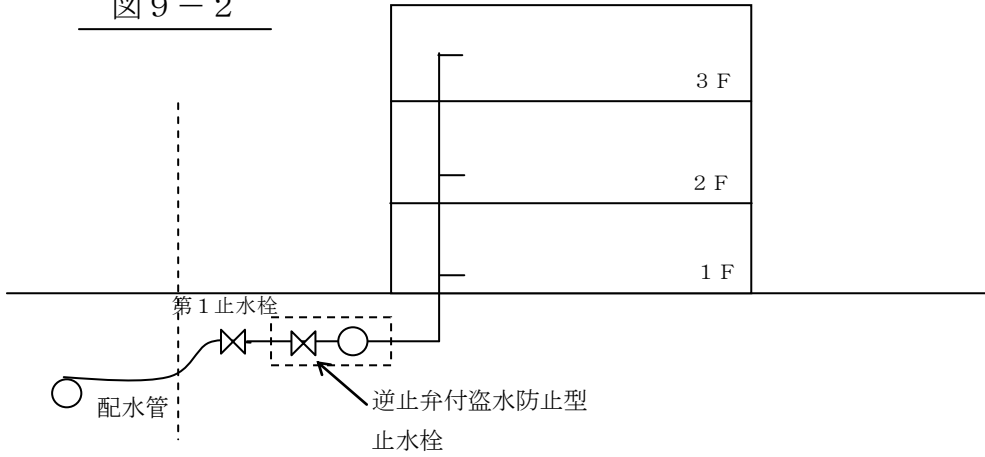 図９－２
３Ｆ
２Ｆ
１Ｆ
第１止水栓
配水管
逆止弁付盗水防止型
止水栓